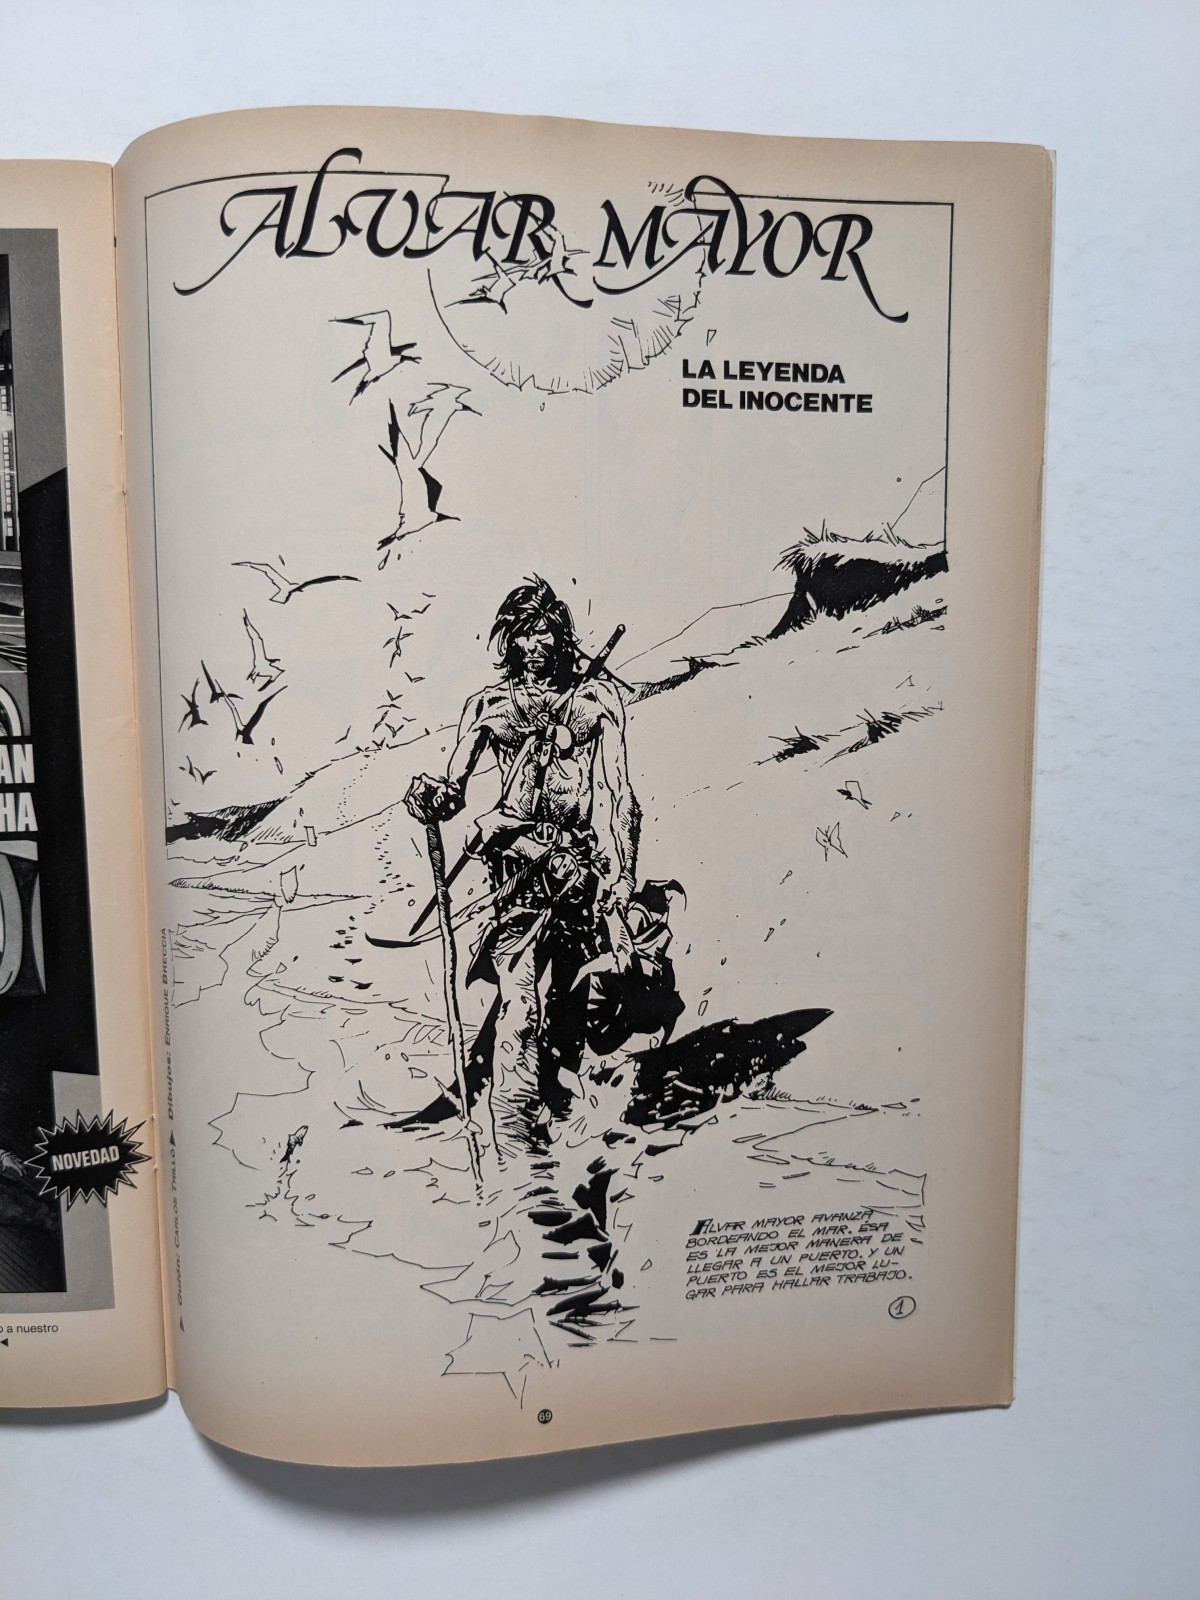 ALVAR MAYOR
LA LEYENDA
DEL INOCENTE
AN
HA
NOVEDAD
o a nuestro
Guión: CARLOS TRILLO Dibujos: ENRIQUE BRECCIA
ALVAR MAYOR AVANZA
BORDEANDO EL MAR. ESA
ES LA MEJOR MANERA DE
LLEGAR A UN PUERTO. Y UN
PUERTO ES EL MEJOR LU-
GAR PARA HALLAR TRABAJO.
1
69